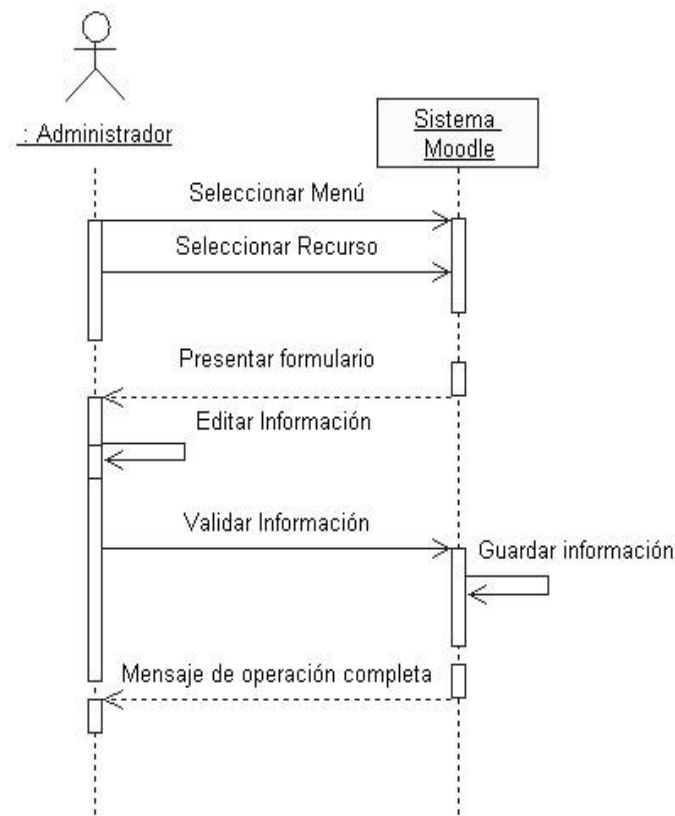 : Administrador
Sistema
Moodle
Seleccionar Menú
Seleccionar Recurso
Presentar formulario
Editar Información
Validar Información
Guardar información
Mensaje de operación completa